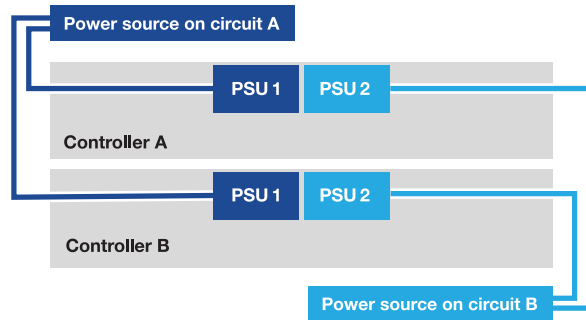 Power source on circuit A
PSU 1 PSU 2
Controller A
PSU 1 PSU 2
Controller B
Power source on circuit B